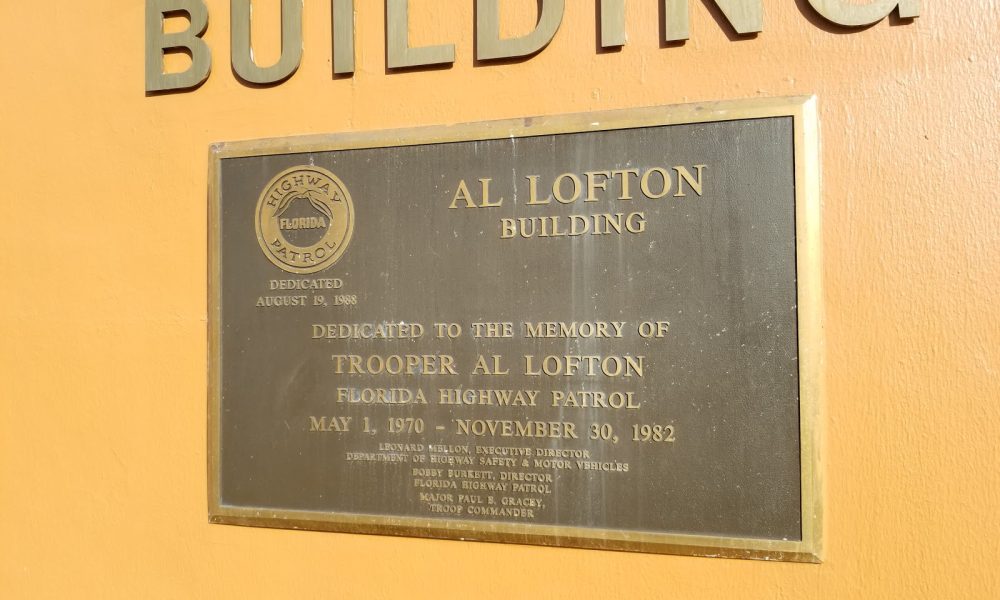 BUILDING
HIGHWAY
FLORIDA
PATROL
DEDICATED
AUGUST 19, 1988
AL LOFTON
BUILDING
DEDICATED TO THE MEMORY OF
TROOPER AL LOFTON
FLORIDA HIGHWAY PATROL
MAY 1, 1970 - NOVEMBER 30, 1982
LEONARD MELLON, EXECUTIVE DIRECTOR
DEPARTMENT OF HIGHWAY SAFETY & MOTOR VEHICLES
BOBBY BURKETT, DIRECTOR
FLORIDA HIGHWAY PATROL
MAJOR PAUL E. GRACEY,
TROOP COMMANDER